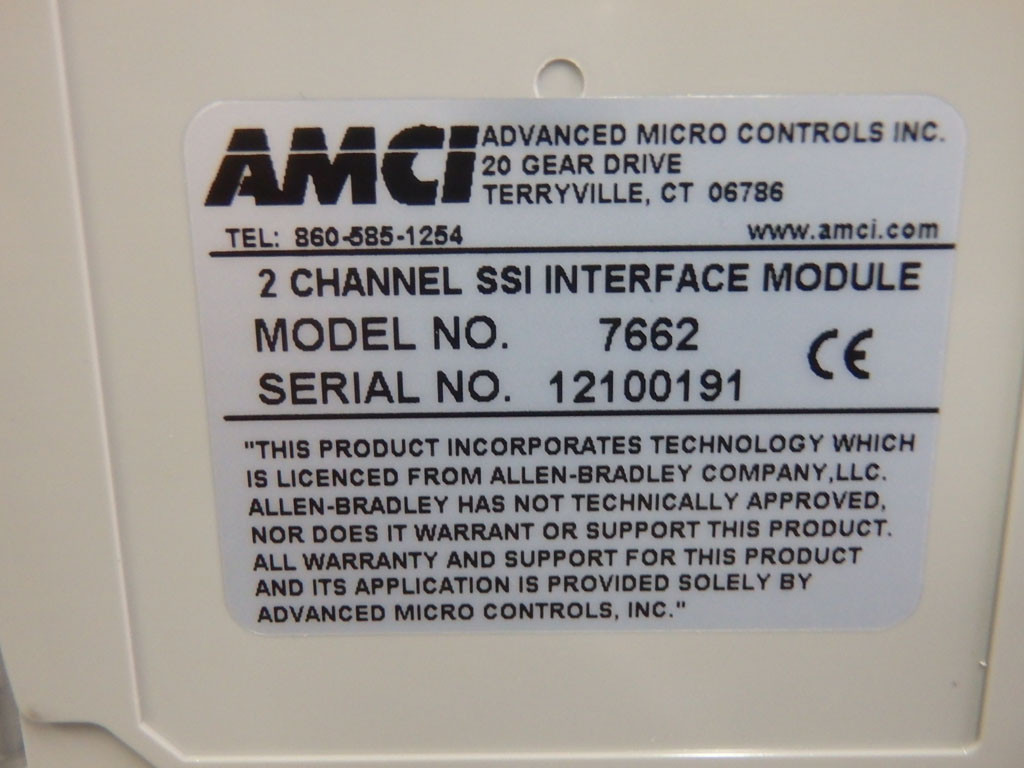 AMCI ADVANCED MICRO CONTROLS INC.
20 GEAR DRIVE
TERRYVILLE, CT 06786
TEL: 860-585-1254 www.amci.com
2 CHANNEL SSI INTERFACE MODULE
MODEL NO. 7662 CE
SERIAL NO. 12100191
"THIS PRODUCT INCORPORATES TECHNOLOGY WHICH
IS LICENCED FROM ALLEN-BRADLEY COMPANY,LLC.
ALLEN-BRADLEY HAS NOT TECHNICALLY APPROVED,
NOR DOES IT WARRANT OR SUPPORT THIS PRODUCT.
ALL WARRANTY AND SUPPORT FOR THIS PRODUCT
AND ITS APPLICATION IS PROVIDED SOLELY BY
ADVANCED MICRO CONTROLS, INC."